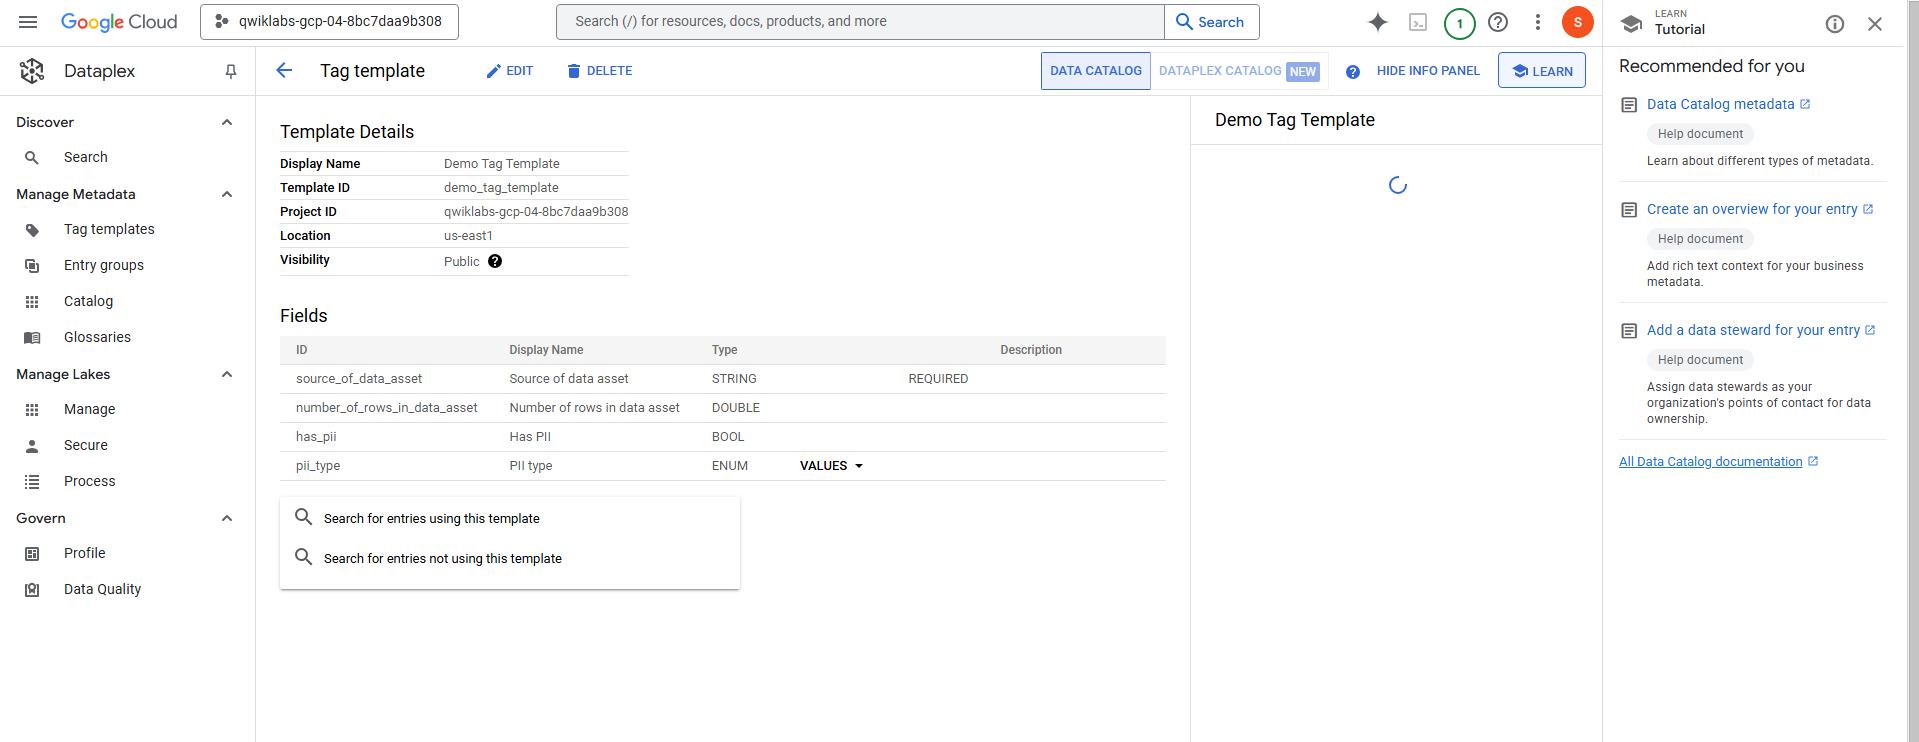 Google Cloud
qwiklabs-gcp-04-8bc7daa9b308
Search (/) for resources, docs, products, and more
Search
1
S
LEARN
Tutorial
Dataplex
Tag template
EDIT
DELETE
DATA CATALOG
DATAPLEX CATALOG NEW
HIDE INFO PANEL
LEARN
Discover
Search
Manage Metadata
Tag templates
Entry groups
Catalog
Glossaries
Manage Lakes
Manage
Secure
Process
Govern
Profile
Data Quality
Template Details
Display Name Demo Tag Template
Template ID demo_tag_template
Project ID qwiklabs-gcp-04-8bc7daa9b308
Location us-east1
Visibility Public
Fields
ID Display Name Type Description
source_of_data_asset Source of data asset STRING REQUIRED
number_of_rows_in_data_asset Number of rows in data asset DOUBLE
has_pii Has PII BOOL
pii_type PII type ENUM VALUES
Search for entries using this template
Search for entries not using this template
Demo Tag Template
Recommended for you
Data Catalog metadata
Help document
Learn about different types of metadata.
Create an overview for your entry
Help document
Add rich text context for your business
metadata.
Add a data steward for your entry
Help document
Assign data stewards as your
organization's points of contact for data
ownership.
All Data Catalog documentation